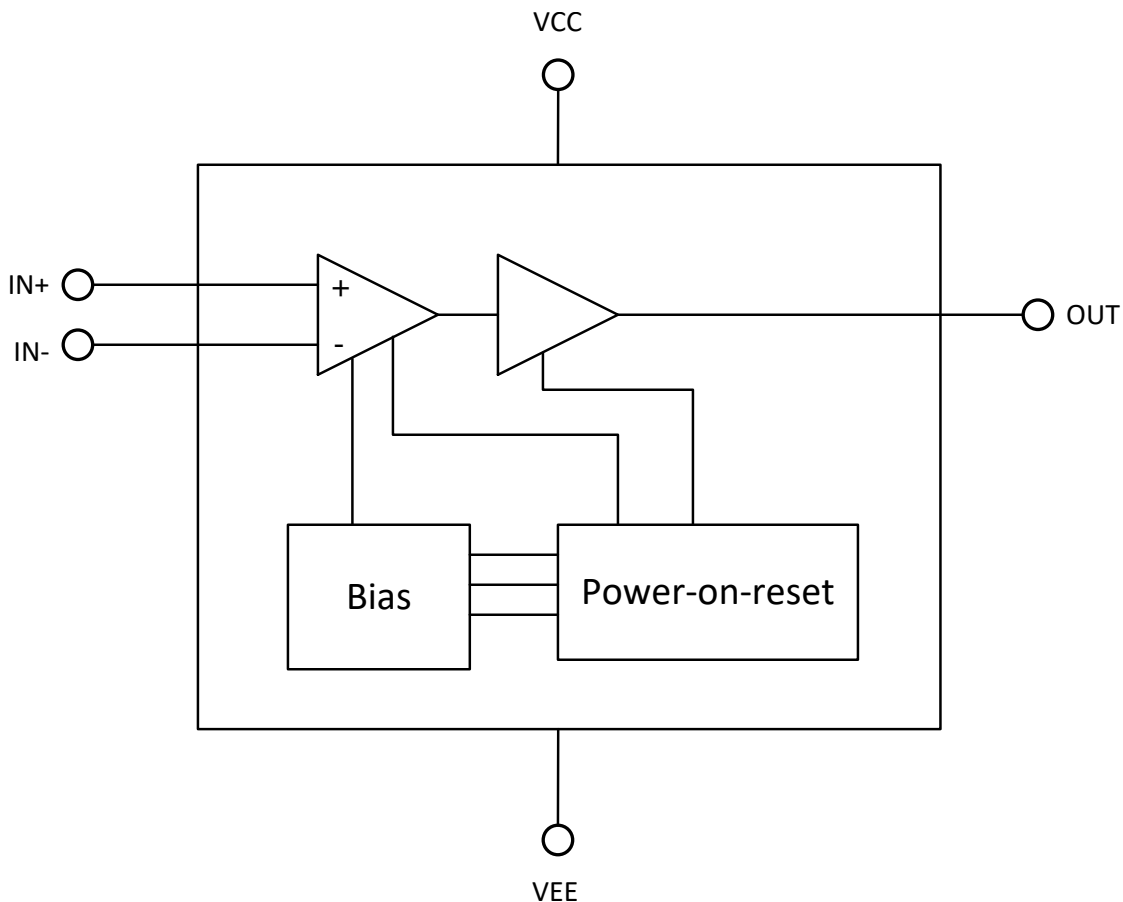 VCC
IN+
+
IN-
-
OUT
Bias
Power-on-reset
VEE